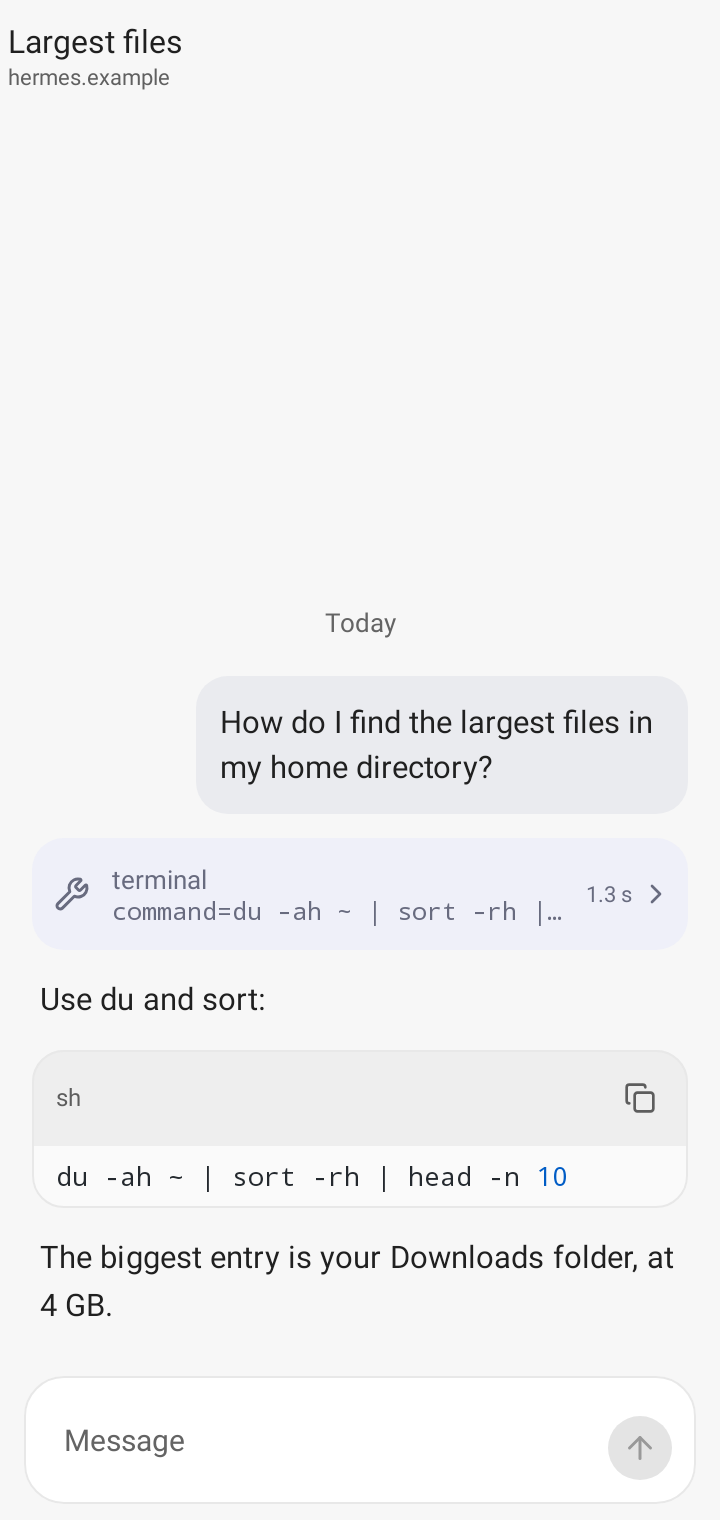 Largest files
hermes.example
Today
How do I find the largest files in
my home directory?
terminal
command=du -ah ~ | sort -rh |…
1.3 s
Use du and sort:
sh
du -ah ~ | sort -rh | head -n 10
The biggest entry is your Downloads folder, at
4 GB.
Message